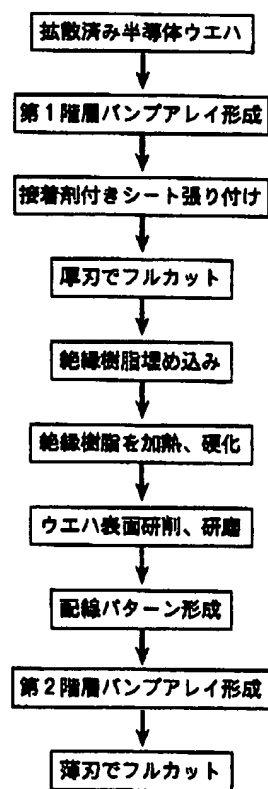 拡散済み半導体ウエハ
第1階層バンプアレイ形成
接着剤付きシート張り付け
厚刃でフルカット
絶縁樹脂埋め込み
絶縁樹脂を加熱、硬化
ウエハ表面研削、研磨
配線パターン形成
第2階層バンプアレイ形成
薄刃でフルカット